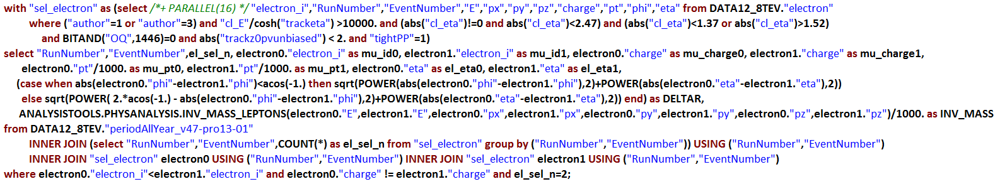 with "sel_electron" as (select /*+ PARALLEL(16) */ "electron_i","RunNumber","EventNumber","E","px","py","pz","charge","pt","phi","eta" from DATA12_8TEV."electron"
where ("author"=1 or "author"=3) and "cl_E"/cosh("tracketa") >10000. and (abs("cl_eta")!=0 and abs("cl_eta")<2.47) and (abs("cl_eta")<1.37 or abs("cl_eta")>1.52)
and BITAND("OQ",1446)=0 and abs("trackz0pvunbiased") < 2. and "tightPP"=1)
select "RunNumber","EventNumber",el_sel_n, electron0."electron_i" as mu_id0, electron1."electron_i" as mu_id1, electron0."charge" as mu_charge0, electron1."charge" as mu_charge1,
electron0."pt"/1000. as mu_pt0, electron1."pt"/1000. as mu_pt1, electron0."eta" as el_eta0, electron1."eta" as el_eta1,
(case when abs(electron0."phi"-electron1."phi")<acos(-1.) then sqrt(POWER(abs(electron0."phi"-electron1."phi"),2)+POWER(abs(electron0."eta"-electron1."eta"),2))
else sqrt(POWER( 2.*acos(-1.) - abs(electron0."phi"-electron1."phi"),2)+POWER(abs(electron0."eta"-electron1."eta"),2)) end) as DELTAR,
ANALYSISTOOLS.PHYSANALYSIS.INV_MASS_LEPTONS(electron0."E",electron1."E",electron0."px",electron1."px",electron0."py",electron1."py",electron0."pz",electron1."pz")/1000. as INV_MASS
from DATA12_8TEV."periodAllYear_v47-pro13-01"
INNER JOIN (select "RunNumber","EventNumber",COUNT(*) as el_sel_n from "sel_electron" group by ("RunNumber","EventNumber")) USING ("RunNumber","EventNumber")
INNER JOIN "sel_electron" electron0 USING ("RunNumber","EventNumber") INNER JOIN "sel_electron" electron1 USING ("RunNumber","EventNumber")
where electron0."electron_i"<electron1."electron_i" and electron0."charge" != electron1."charge" and el_sel_n=2;